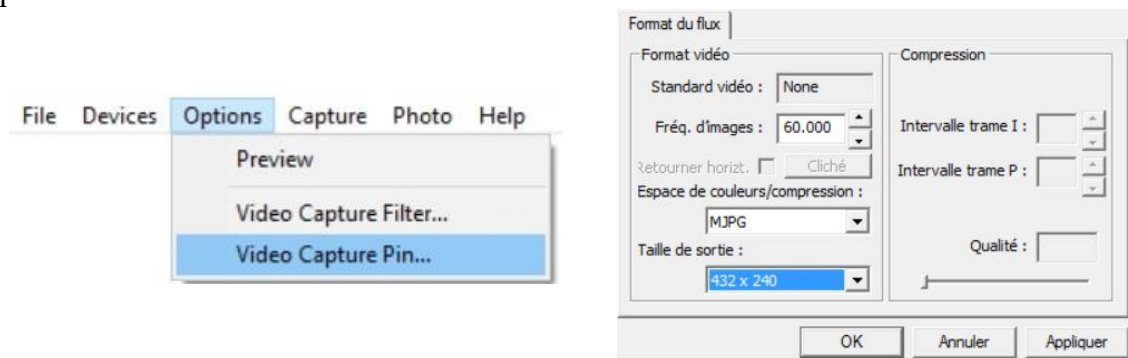 File Devices Options Capture Photo Help
Preview
Video Capture Filter...
Video Capture Pin...
Format du flux
Format vidéo
Standard vidéo : None
Fréq. d'images : 60.000
Retourner horizt. Cliché
Espace de couleurs/compression :
MJPG
Taille de sortie :
432 x 240
Compression
Intervalle trame I :
Intervalle trame P :
Qualité :
OK Annuler Appliquer